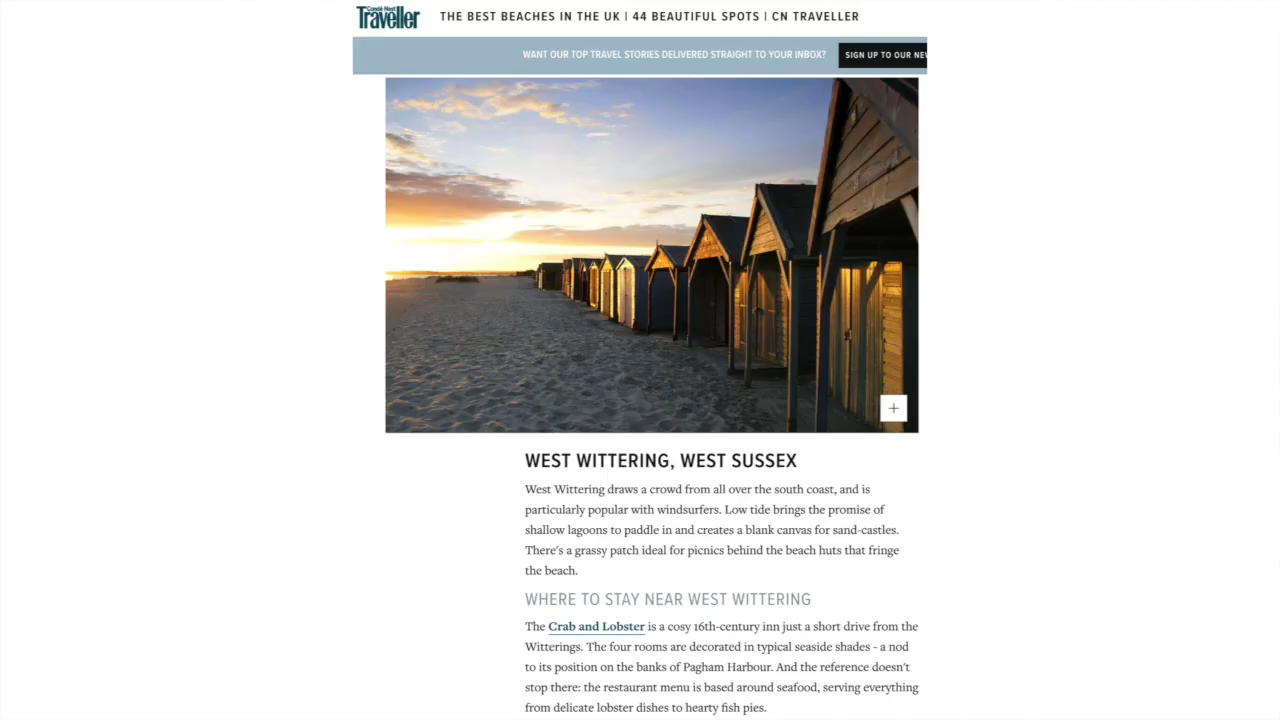 Condé Nast
Traveller
THE BEST BEACHES IN THE UK | 44 BEAUTIFUL SPOTS | CN TRAVELLER
WANT OUR TOP TRAVEL STORIES DELIVERED STRAIGHT TO YOUR INBOX?
SIGN UP TO OUR NEW
WEST WITTERING, WEST SUSSEX
West Wittering draws a crowd from all over the south coast, and is
particularly popular with windsurfers. Low tide brings the promise of
shallow lagoons to paddle in and creates a blank canvas for sand-castles.
There's a grassy patch ideal for picnics behind the beach huts that fringe
the beach.
WHERE TO STAY NEAR WEST WITTERING
The Crab and Lobster is a cosy 16th-century inn just a short drive from the
Witterings. The four rooms are decorated in typical seaside shades - a nod
to its position on the banks of Pagham Harbour. And the reference doesn't
stop there: the restaurant menu is based around seafood, serving everything
from delicate lobster dishes to hearty fish pies.